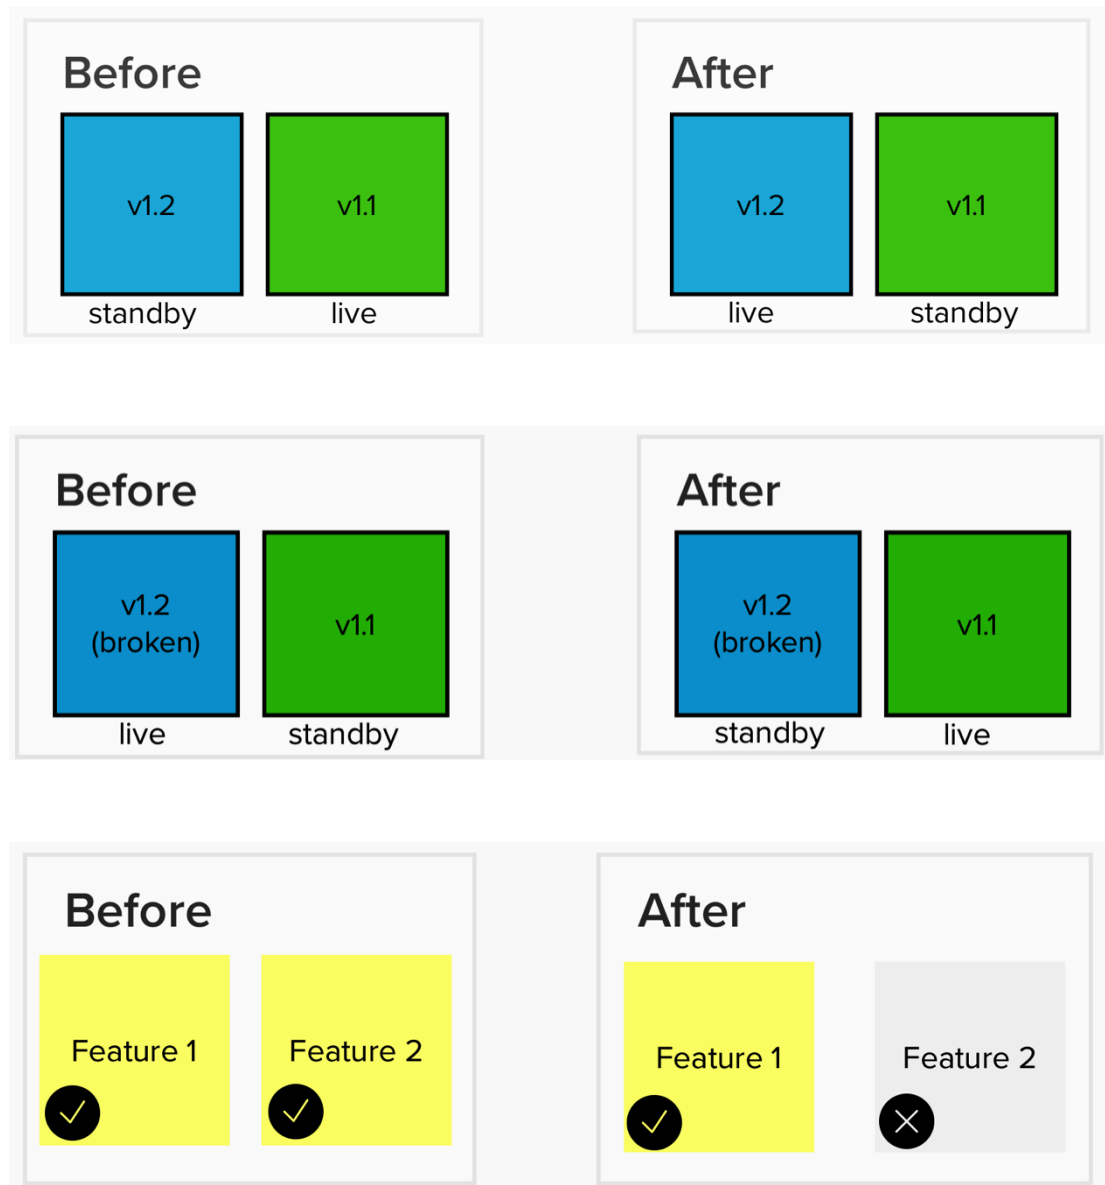 Before
After
v1.2
v1.1
v1.2
v1.1
standby
live
live
standby
Before
After
v1.2
(broken)
v1.1
v1.2
(broken)
v1.1
live
standby
standby
live
Before
After
Feature 1
Feature 2
Feature 1
Feature 2